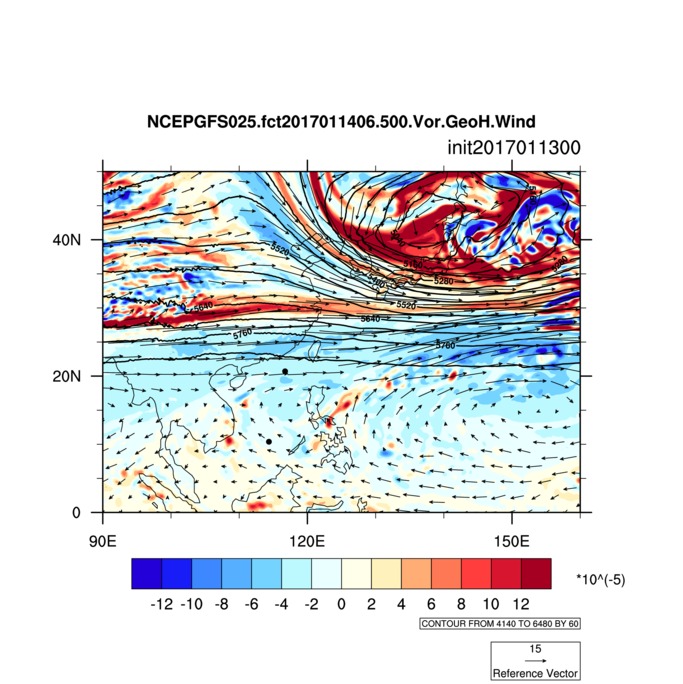 NCEPGFS025.fct2017011406.500.Vor.GeoH.Wind
init2017011300
40N
20N
0
90E 120E 150E
5520
5640
5760
5280
5520
5640
5760
-12 -10 -8 -6 -4 -2 0 2 4 6 8 10 12
*10^(-5)
CONTOUR FROM 4140 TO 6480 BY 60
15
Reference Vector